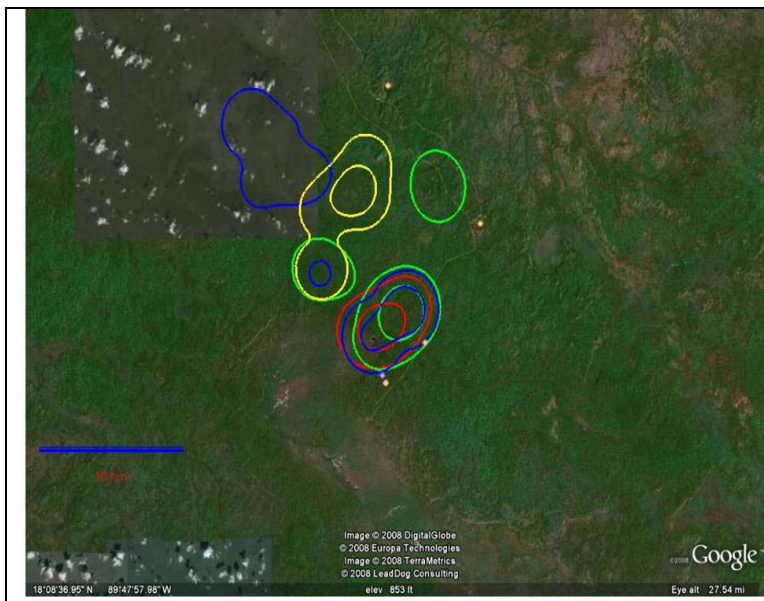 10 km
Image © 2008 DigitalGlobe
© 2008 Europa Technologies
Image © 2008 TerraMetrics
© 2008 LeadDog Consulting
©2008 Google™
18°08'36.95" N 89°47'57.98" W elev 853 ft Eye alt 27.54 mi